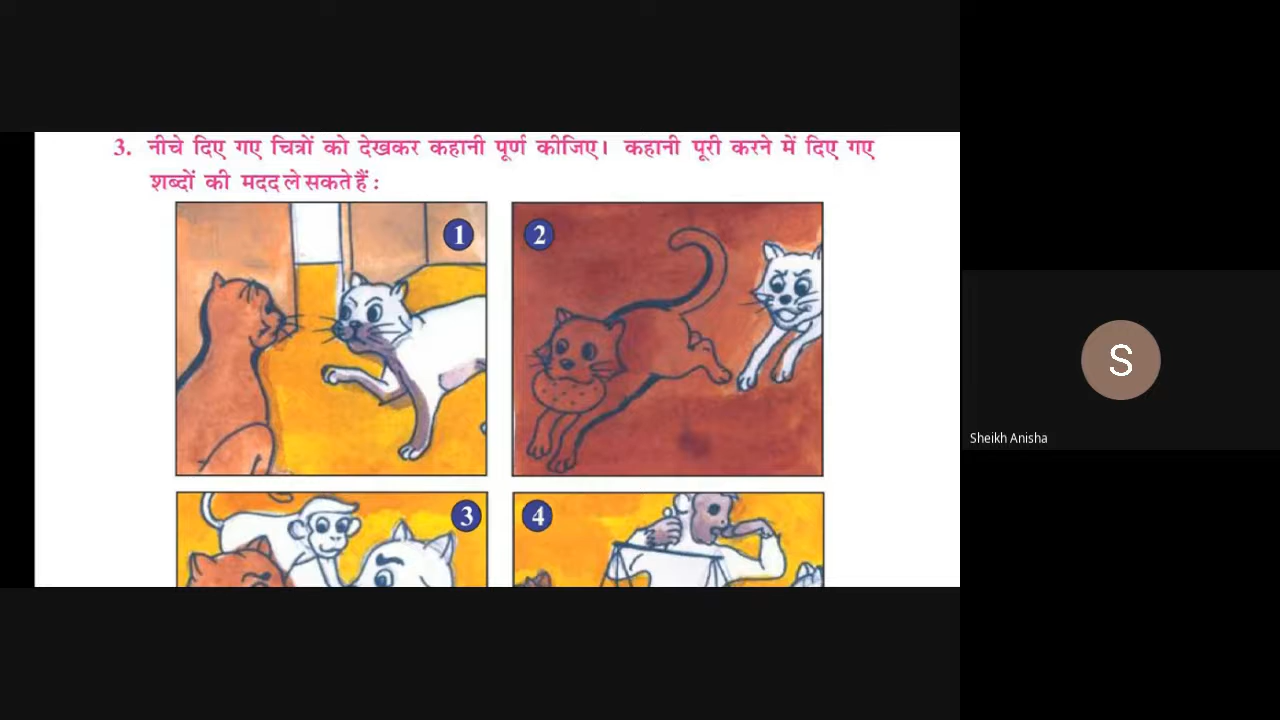 3. नीचे दिए गए चित्रों को देखकर कहानी पूर्ण कीजिए। कहानी पूरी करने में दिए गए
शब्दों की मदद ले सकते हैं :
1
2
3
4
S
Sheikh Anisha